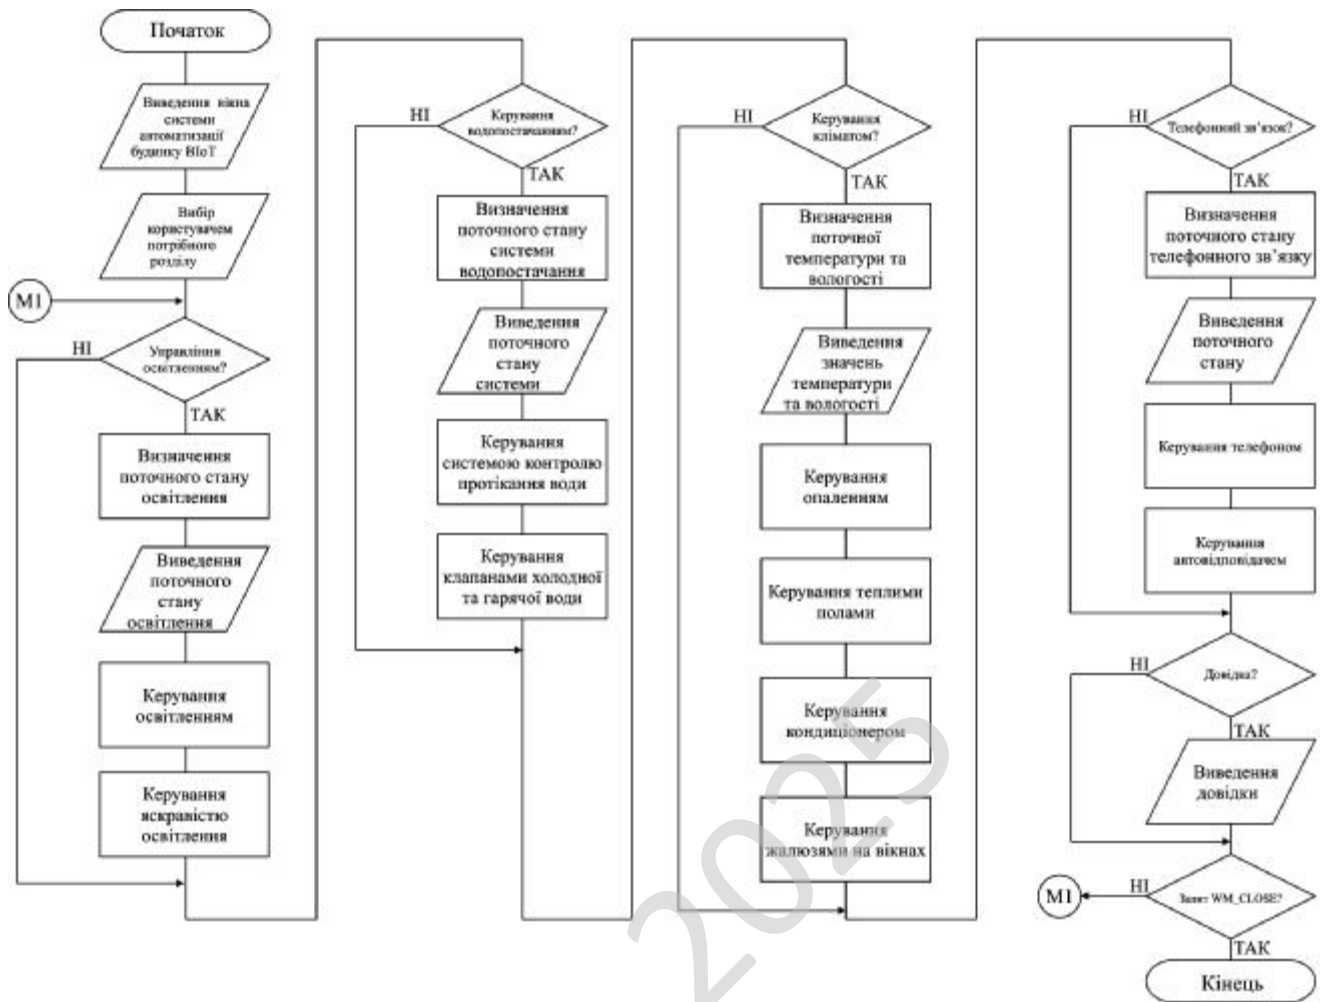 Початок
Виведення вікна
системи
автоматизації
будинку BIoT
Вибір
користувачем
потрібного
розділу
М1
НІ
Управління
освітленням?
ТАК
Визначення
поточного стану
освітлення
Виведення
поточного
стану
освітлення
Керування
освітленням
Керування
яскравістю
освітлення
НІ
Керування
водопостачанням?
ТАК
Визначення
поточного стану
системи
водопостачання
Виведення
поточного
стану
системи
Керування
системою контролю
протікання води
Керування
клапанами холодної
та гарячої води
НІ
Керування
кліматом?
ТАК
Визначення
поточної
температури та
вологості
Виведення
значень
температури
та вологості
Керування
опаленням
Керування теплими
полами
Керування
кондиціонером
Керування
жалюзями на вікнах
НІ
Телефонний зв’язок?
ТАК
Визначення
поточного стану
телефонного зв’язку
Виведення
поточного
стану
Керування телефоном
Керування
автовідповідачем
НІ
Довідка?
ТАК
Виведення
довідки
М1
НІ
Запит WM_CLOSE?
ТАК
Кінець
2025